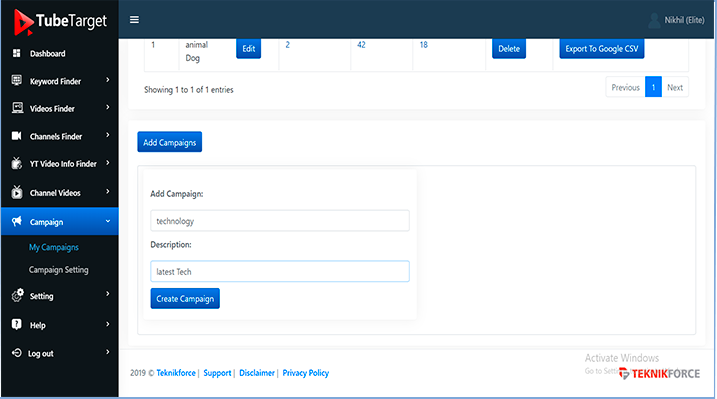 TubeTarget
Nikhil (Elite)
Dashboard
Keyword Finder
Videos Finder
Channels Finder
YT Video Info Finder
Channel Videos
Campaign
My Campaigns
Campaign Setting
Setting
Help
Log out
1 animal Edit 2 42 18 Delete Export To Google CSV
Dog
Showing 1 to 1 of 1 entries
Previous 1 Next
Add Campaigns
Add Campaign:
technology
Description:
latest Tech
Create Campaign
Activate Windows
Go to
2019 © Teknikforce | Support | Disclaimer | Privacy Policy
TEKNIKFORCE